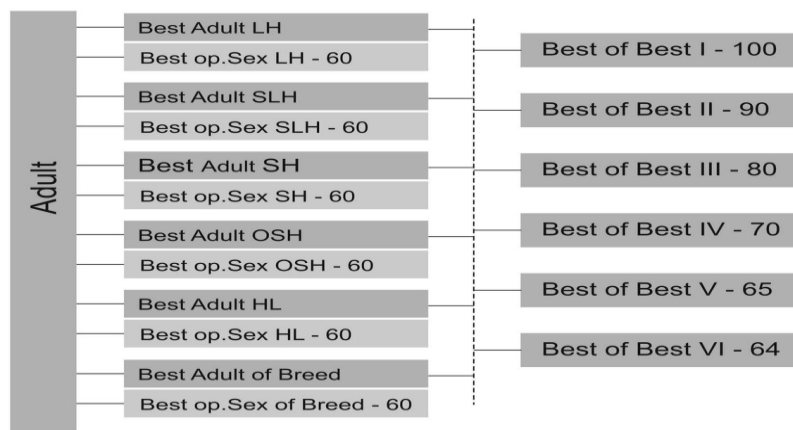 Adult
Best Adult LH
Best op.Sex LH - 60
Best Adult SLH
Best op.Sex SLH - 60
Best Adult SH
Best op.Sex SH - 60
Best Adult OSH
Best op.Sex OSH - 60
Best Adult HL
Best op.Sex HL - 60
Best Adult of Breed
Best op.Sex of Breed - 60
Best of Best I - 100
Best of Best II - 90
Best of Best III - 80
Best of Best IV - 70
Best of Best V - 65
Best of Best VI - 64